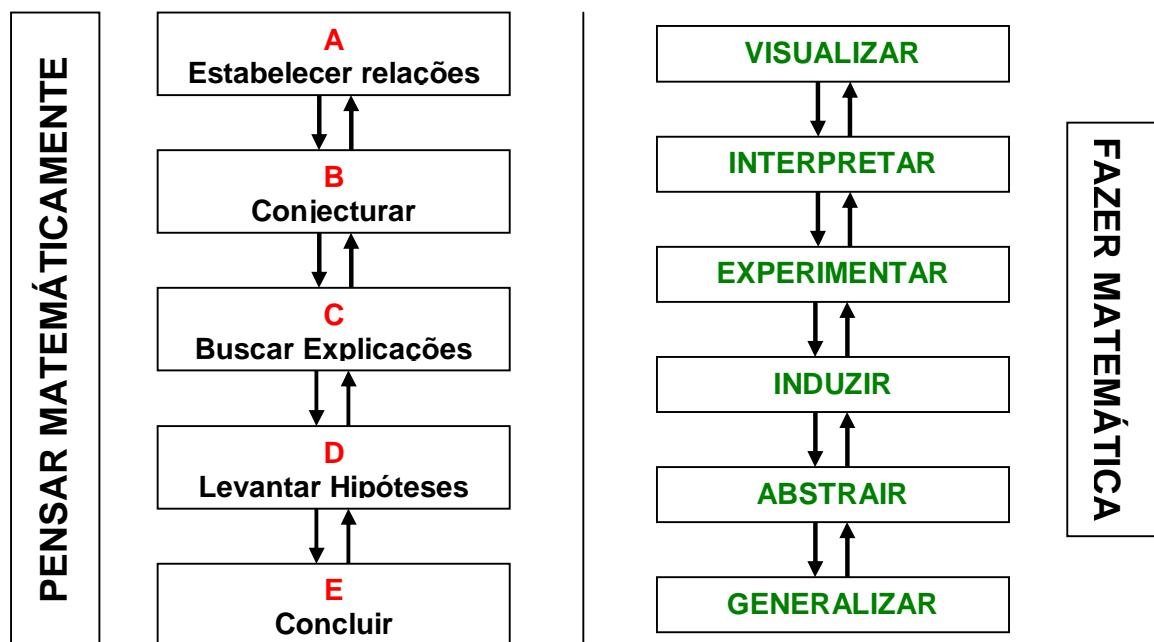 PENSAR MATEMÁTICAMENTE
A
Estabelecer relações
B
Conjecturar
C
Buscar Explicações
D
Levantar Hipóteses
E
Concluir
VISUALIZAR
INTERPRETAR
EXPERIMENTAR
INDUZIR
ABSTRAIR
GENERALIZAR
FAZER MATEMÁTICA